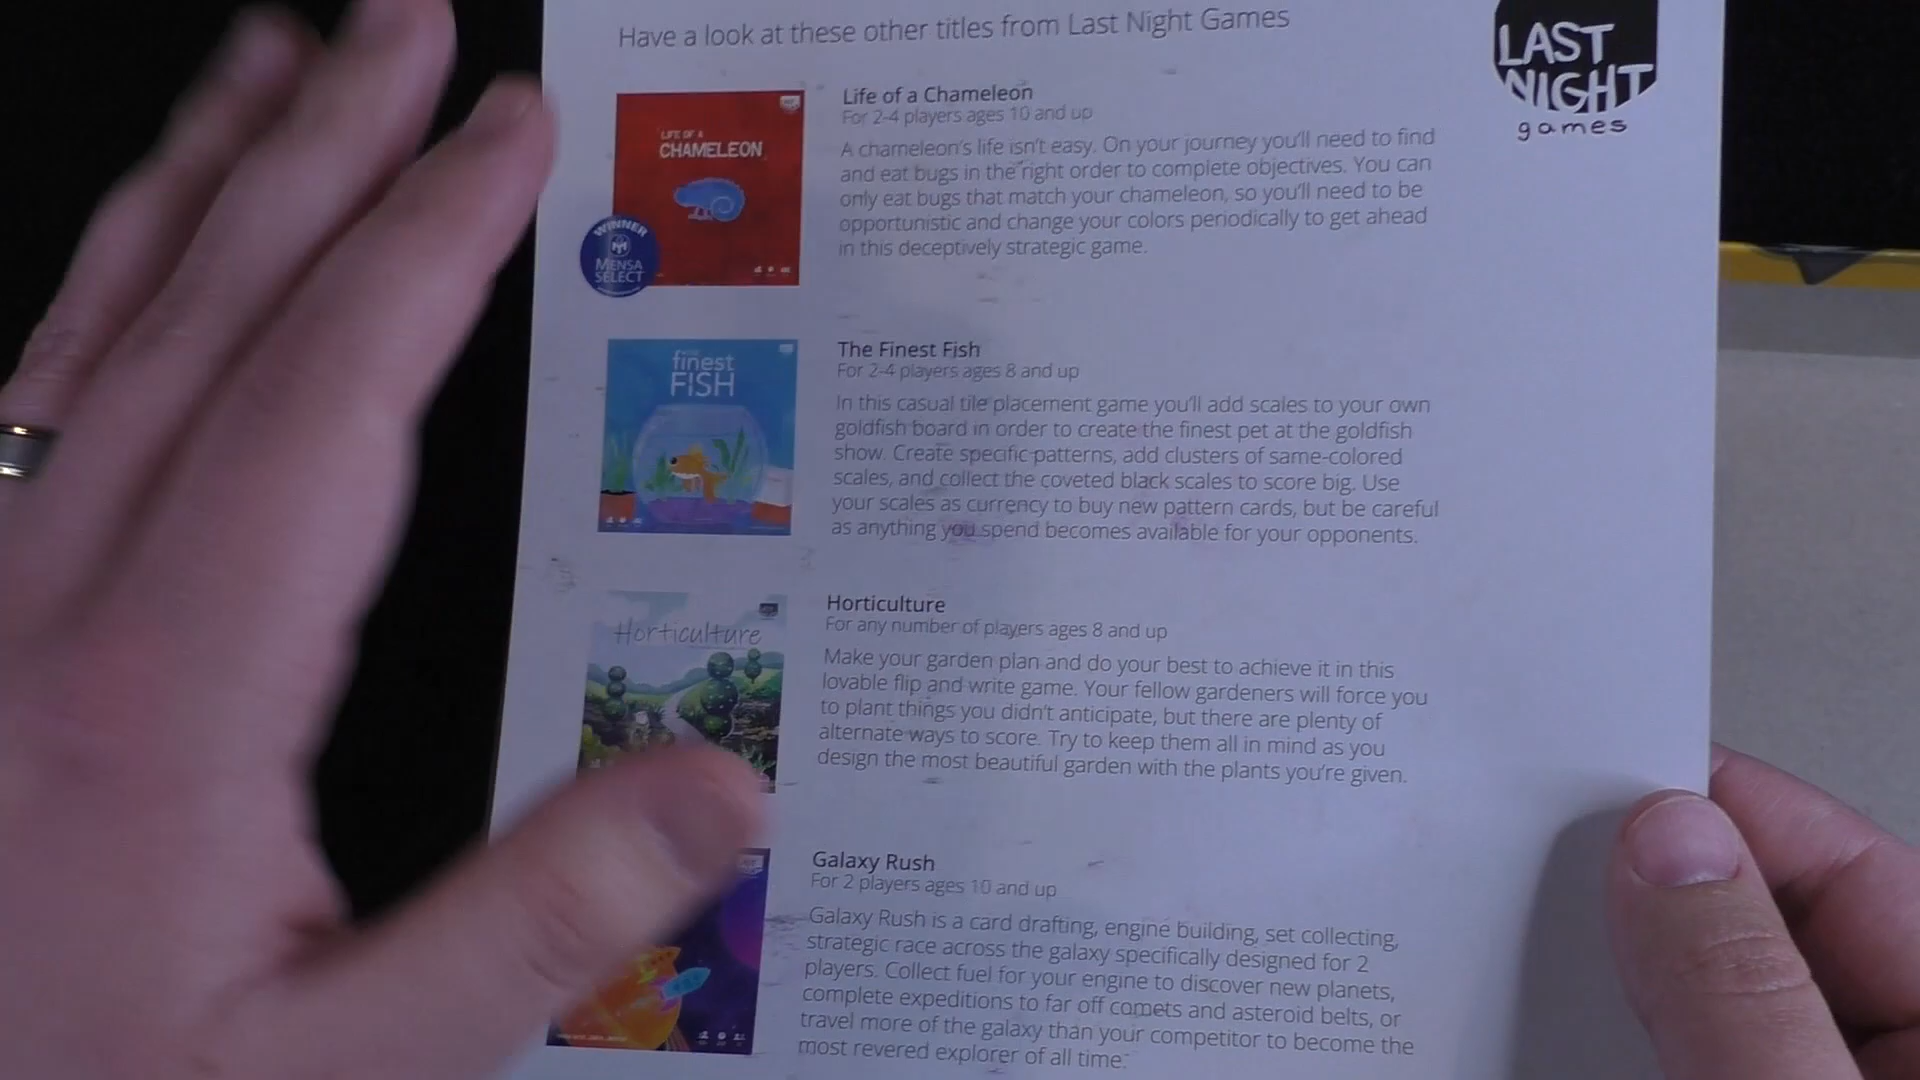 Have a look at these other titles from Last Night Games
LAST
NIGHT
games
LIFE OF A
CHAMELEON
WINNER
MENSA
SELECT
Life of a Chameleon
For 2-4 players ages 10 and up
A chameleon's life isn't easy. On your journey you'll need to find
and eat bugs in the right order to complete objectives. You can
only eat bugs that match your chameleon, so you'll need to be
opportunistic and change your colors periodically to get ahead
in this deceptively strategic game.
finest
FISH
The Finest Fish
For 2-4 players ages 8 and up
In this casual tile placement game you'll add scales to your own
goldfish board in order to create the finest pet at the goldfish
show. Create specific patterns, add clusters of same-colored
scales, and collect the coveted black scales to score big. Use
your scales as currency to buy new pattern cards, but be careful
as anything you spend becomes available for your opponents.
Horticulture
Horticulture
For any number of players ages 8 and up
Make your garden plan and do your best to achieve it in this
lovable flip and write game. Your fellow gardeners will force you
to plant things you didn't anticipate, but there are plenty of
alternate ways to score. Try to keep them all in mind as you
design the most beautiful garden with the plants you're given.
Galaxy Rush
For 2 players ages 10 and up
Galaxy Rush is a card drafting, engine building, set collecting,
strategic race across the galaxy specifically designed for 2
players. Collect fuel for your engine to discover new planets,
complete expeditions to far off comets and asteroid belts, or
travel more of the galaxy than your competitor to become the
most revered explorer of all time.